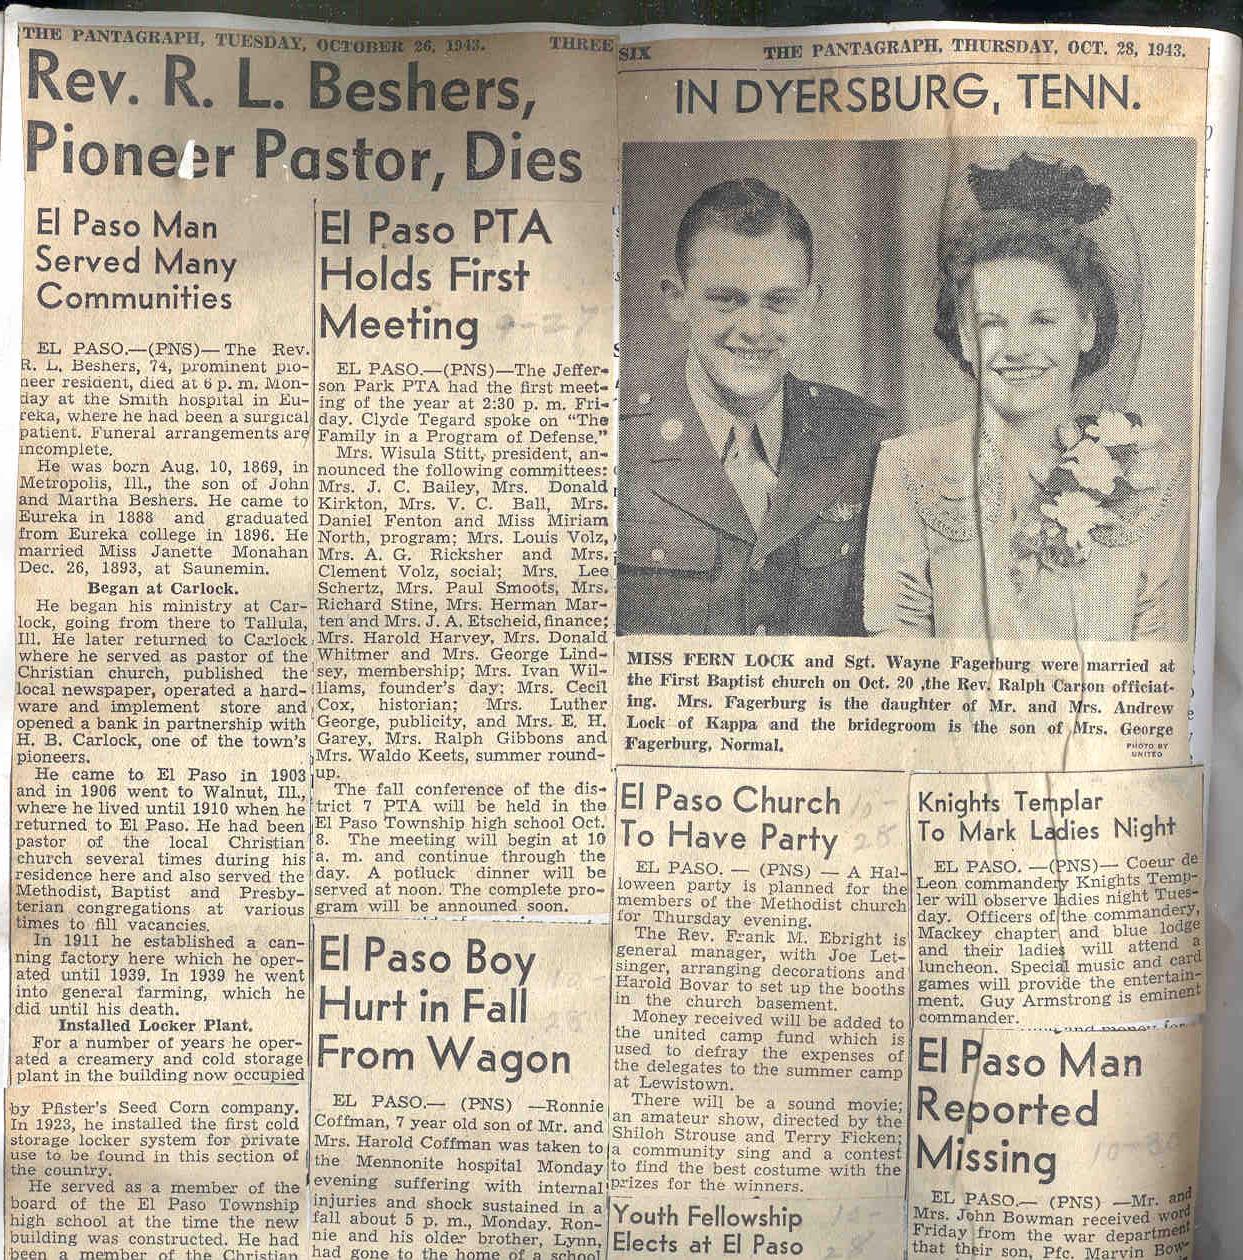 THE PANTAGRAPH, TUESDAY, OCTOBER 26, 1943. THREE
Rev. R. L. Beshers,
Pioneer Pastor, Dies
El Paso Man
Served Many
Communities
EL PASO.—(PNS)— The Rev.
R. L. Beshers, 74, prominent pio-
neer resident, died at 6 p. m. Mon-
day at the Smith hospital in Eu-
reka, where he had been a surgical
patient. Funeral arrangements are
incomplete.
He was born Aug. 10, 1869, in
Metropolis, Ill., the son of John
and Martha Beshers. He came to
Eureka in 1888 and graduated
from Eureka college in 1896. He
married Miss Janette Monahan
Dec. 26, 1893, at Saunemin.
Began at Carlock.
He began his ministry at Car-
lock, going from there to Tallula,
Ill. He later returned to Carlock
where he served as pastor of the
Christian church, published the
local newspaper, operated a hard-
ware and implement store and
opened a bank in partnership with
H. B. Carlock, one of the town's
pioneers.
He came to El Paso in 1903
and in 1906 went to Walnut, Ill.,
where he lived until 1910 when he
returned to El Paso. He had been
pastor of the local Christian
church several times during his
residence here and also served the
Methodist, Baptist and Presby-
terian congregations at various
times to fill vacancies.
In 1911 he established a can-
ning factory here which he oper-
ated until 1939. In 1939 he went
into general farming, which he
did until his death.
Installed Locker Plant.
For a number of years he oper-
ated a creamery and cold storage
plant in the building now occupied
by Pfister's Seed Corn company.
In 1923, he installed the first cold
storage locker system for private
use to be found in this section of
the country.
He served as a member of the
board of the El Paso Township
high school at the time the new
building was constructed. He had
been a member of the Christian
El Paso PTA
Holds First
Meeting 9-27
EL PASO.—(PNS)—The Jeffer-
son Park PTA had the first meet-
ing of the year at 2:30 p. m. Fri-
day. Clyde Tegard spoke on "The
Family in a Program of Defense."
Mrs. Wisula Stitt, president, an-
nounced the following committees:
Mrs. J. C. Bailey, Mrs. Donald
Kirkton, Mrs. V. C. Ball, Mrs.
Daniel Fenton and Miss Miriam
North, program; Mrs. Louis Volz,
Mrs. A. G. Ricksher and Mrs.
Clement Volz, social; Mrs. Lee
Schertz, Mrs. Paul Smoots, Mrs.
Richard Stine, Mrs. Herman Mar-
ten and Mrs. J. A. Etscheid, finance;
Mrs. Harold Harvey, Mrs. Donald
Whitmer and Mrs. George Lind-
sey, membership; Mrs. Ivan Wil-
liams, founder's day; Mrs. Cecil
Cox, historian; Mrs. Luther
George, publicity, and Mrs. E. H.
Garey, Mrs. Ralph Gibbons and
Mrs. Waldo Keets, summer round-
up.
The fall conference of the dis-
trict 7 PTA will be held in the
El Paso Township high school Oct.
8. The meeting will begin at 10
a. m. and continue through the
day. A potluck dinner will be
served at noon. The complete pro-
gram will be announed soon.
El Paso Boy
Hurt in Fall
From Wagon
10-
28
EL PASO.— (PNS) —Ronnie
Coffman, 7 year old son of Mr. and
Mrs. Harold Coffman was taken to
the Mennonite hospital Monday
evening suffering with internal
injuries and shock sustained in a
fall about 5 p. m., Monday. Ron-
nie and his older brother, Lynn,
had gone to the home of a school
SIX THE PANTAGRAPH, THURSDAY, OCT. 28, 1943.
IN DYERSBURG, TENN.
MISS FERN LOCK and Sgt. Wayne Fagerburg were married at
the First Baptist church on Oct. 20 ,the Rev. Ralph Carson officiat-
ing. Mrs. Fagerburg is the daughter of Mr. and Mrs. Andrew
Lock of Kappa and the bridegroom is the son of Mrs. George
Fagerburg, Normal.
PHOTO BY
UNITED
El Paso Church
To Have Party
10-
28
EL PASO. — (PNS) — A Hal-
loween party is planned for the
members of the Methodist church
for Thursday evening.
The Rev. Frank M. Ebright is
general manager, with Joe Let-
singer, arranging decorations and
Harold Bovar to set up the booths
in the church basement.
Money received will be added to
the united camp fund which is
used to defray the expenses of
the delegates to the summer camp
at Lewistown.
There will be a sound movie;
an amateur show, directed by the
Shiloh Strouse and Terry Ficken;
a community sing and a contest
to find the best costume with the
prizes for the winners.
Youth Fellowship
Elects at El Paso
10-
28
Knights Templar
To Mark Ladies Night
EL PASO. —(PNS)— Coeur de
Leon commandery Knights Temp-
ler will observe ladies night Tues-
day. Officers of the commandery,
Mackey chapter and blue lodge
and their ladies will attend a
luncheon. Special music and card
games will provide the entertain-
ment. Guy Armstrong is eminent
commander.
El Paso Man
Reported
Missing
EL PASO.— (PNS) —Mr. and
Mrs. John Bowman received word
Friday from the war department
that their son, Pfc. Marvin Bow-